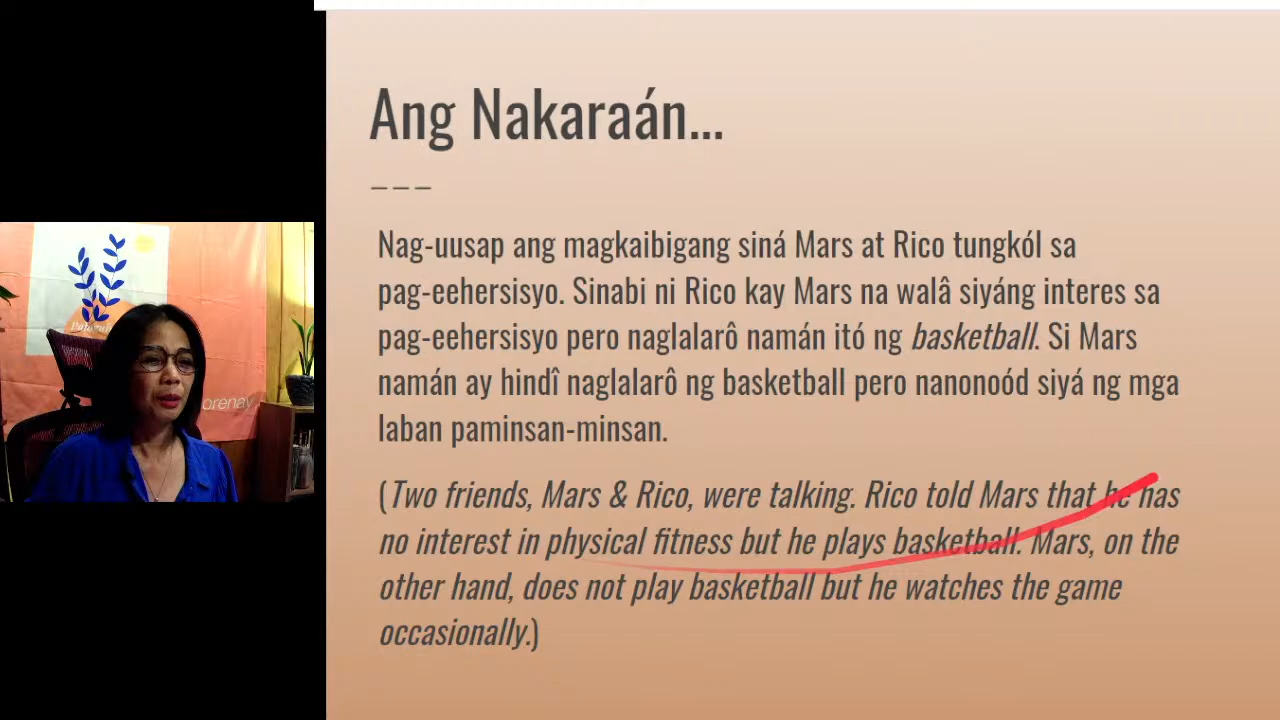 Ang Nakaraán...
---
Nag-uusap ang magkaibigang siná Mars at Rico tungkól sa
pag-eehersisyo. Sinabi ni Rico kay Mars na walâ siyáng interes sa
pag-eehersisyo pero naglalarô namán itó ng basketball. Si Mars
namán ay hindî naglalarô ng basketball pero nanonoód siyá ng mga
laban paminsan-minsan.
(Two friends, Mars & Rico, were talking. Rico told Mars that he has
no interest in physical fitness but he plays basketball. Mars, on the
other hand, does not play basketball but he watches the game
occasionally.)